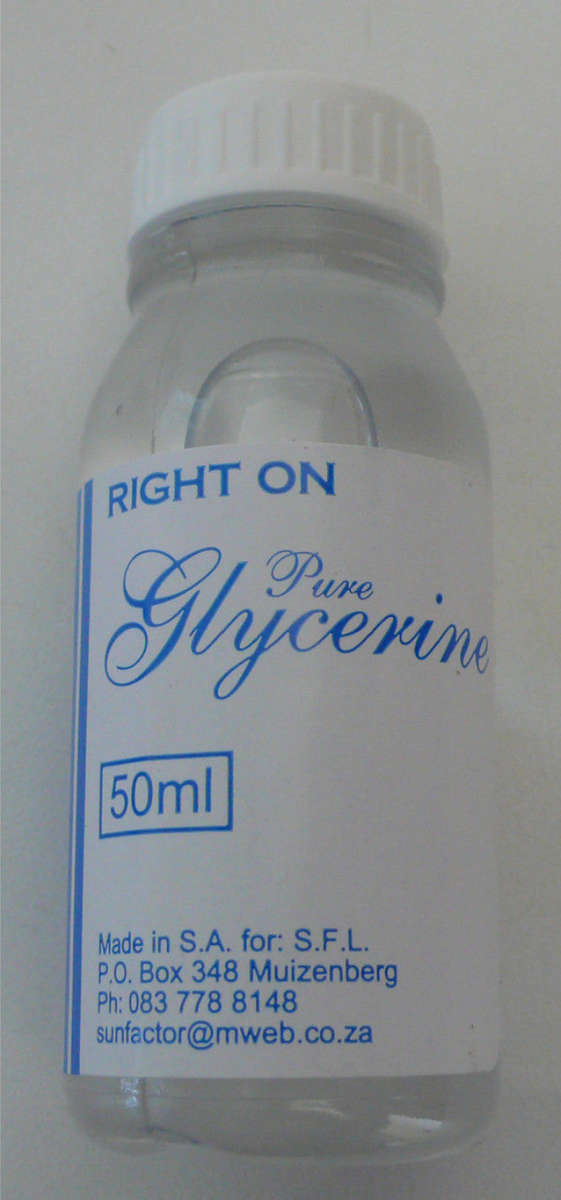 RIGHT ON
Pure
Glycerine
50ml
Made in S.A. for: S.F.L.
P.O. Box 348 Muizenberg
Ph: 083 778 8148
sunfactor@mweb.co.za